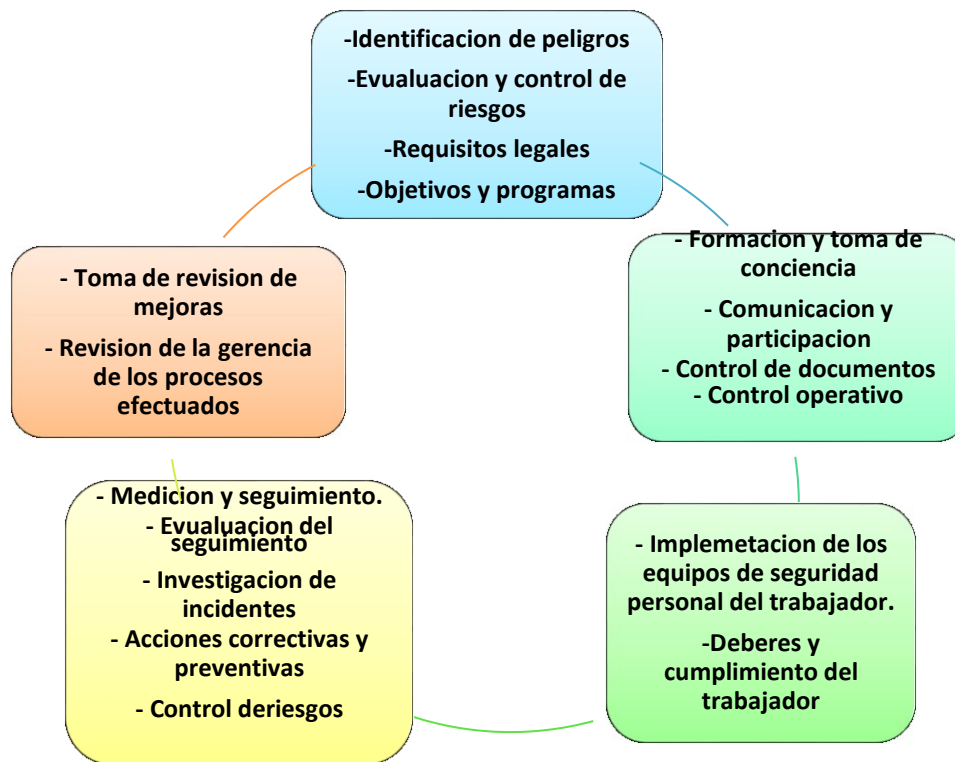 -Identificacion de peligros
-Evualuacion y control de
riesgos
-Requisitos legales
-Objetivos y programas
- Formacion y toma de
conciencia
- Comunicacion y
participacion
- Control de documentos
- Control operativo
- Implemetacion de los
equipos de seguridad
personal del trabajador.
-Deberes y
cumplimiento del
trabajador
- Medicion y seguimiento.
- Evualuacion del
seguimiento
- Investigacion de
incidentes
- Acciones correctivas y
preventivas
- Control deriesgos
- Toma de revision de
mejoras
- Revision de la gerencia
de los procesos
efectuados